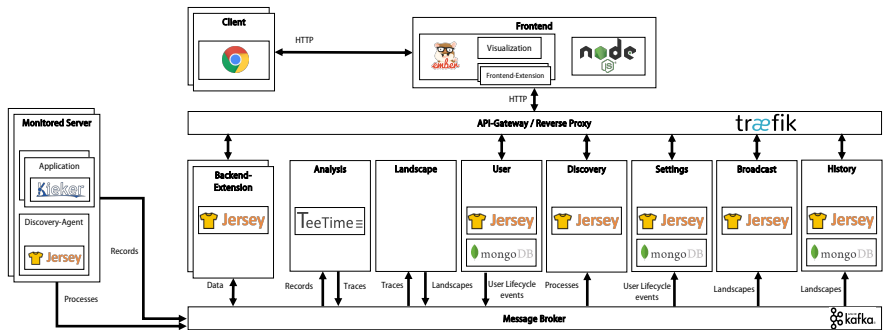 Client
HTTP
Frontend
ember
Visualization
Frontend-Extension
node
JS
HTTP
API-Gateway / Reverse Proxy
træfik
Monitored Server
Application
Kieker
Discovery-Agent
Jersey
Records
Processes
Backend-
Extension
Jersey
Data
Analysis
TeeTime
Records
Traces
Landscape
Traces
Landscapes
User
Jersey
mongoDB
User Lifecycle
events
Discovery
Jersey
Processes
Settings
Jersey
mongoDB
User Lifecycle
events
Broadcast
Jersey
Landscapes
History
Jersey
mongoDB
Landscapes
Message Broker
kafka